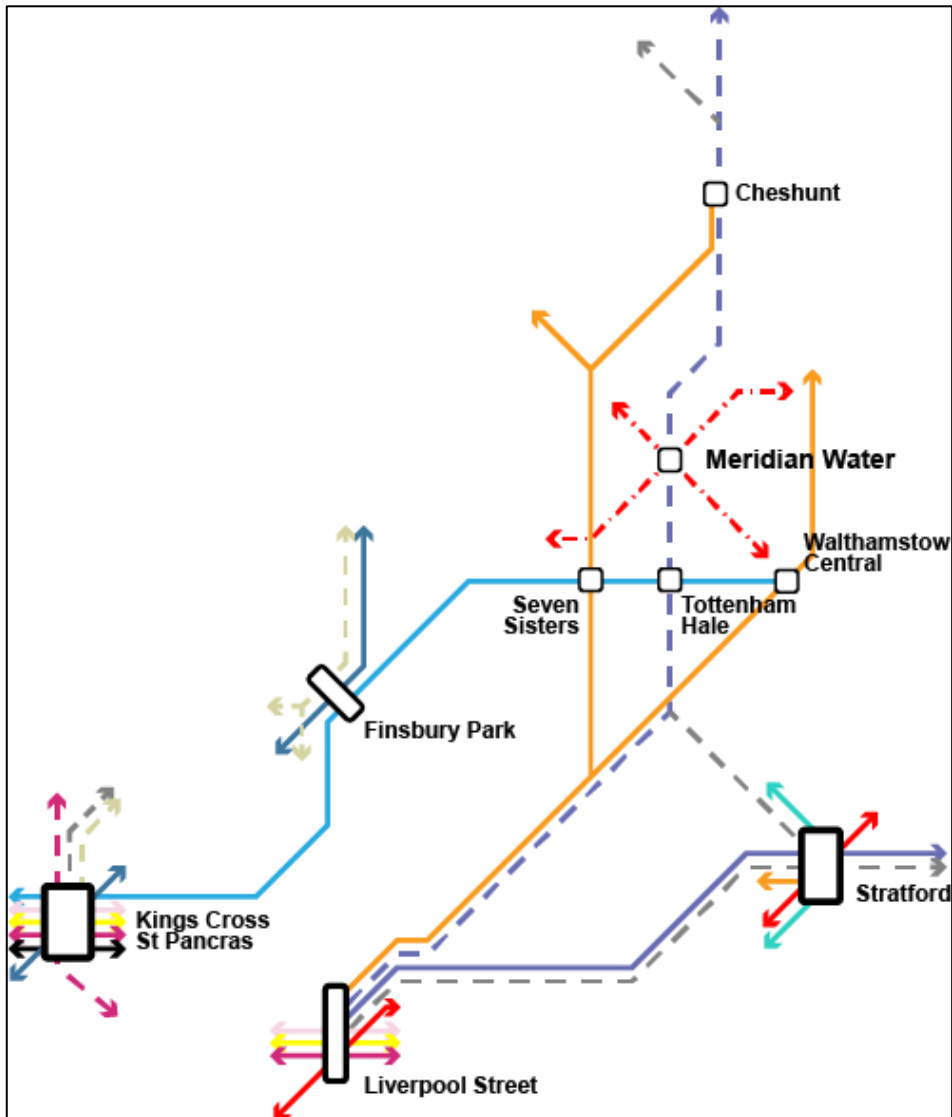 Cheshunt
Meridian Water
Walthamstow
Central
Seven
Sisters
Tottenham
Hale
Finsbury Park
Kings Cross
St Pancras
Stratford
Liverpool Street